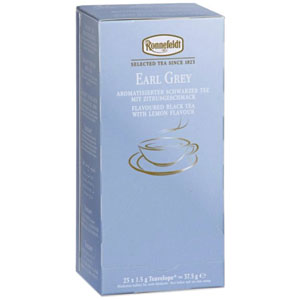 Ronnefeldt
SELECTED TEA SINCE 1823
EARL GREY
AROMATISIERTER SCHWARZER TEE
MIT ZITRUSGESCHMACK
FLAVOURED BLACK TEA
WITH LEMON FLAVOUR
25 x 1.5 g Teavelope® = 37.5 g ℮